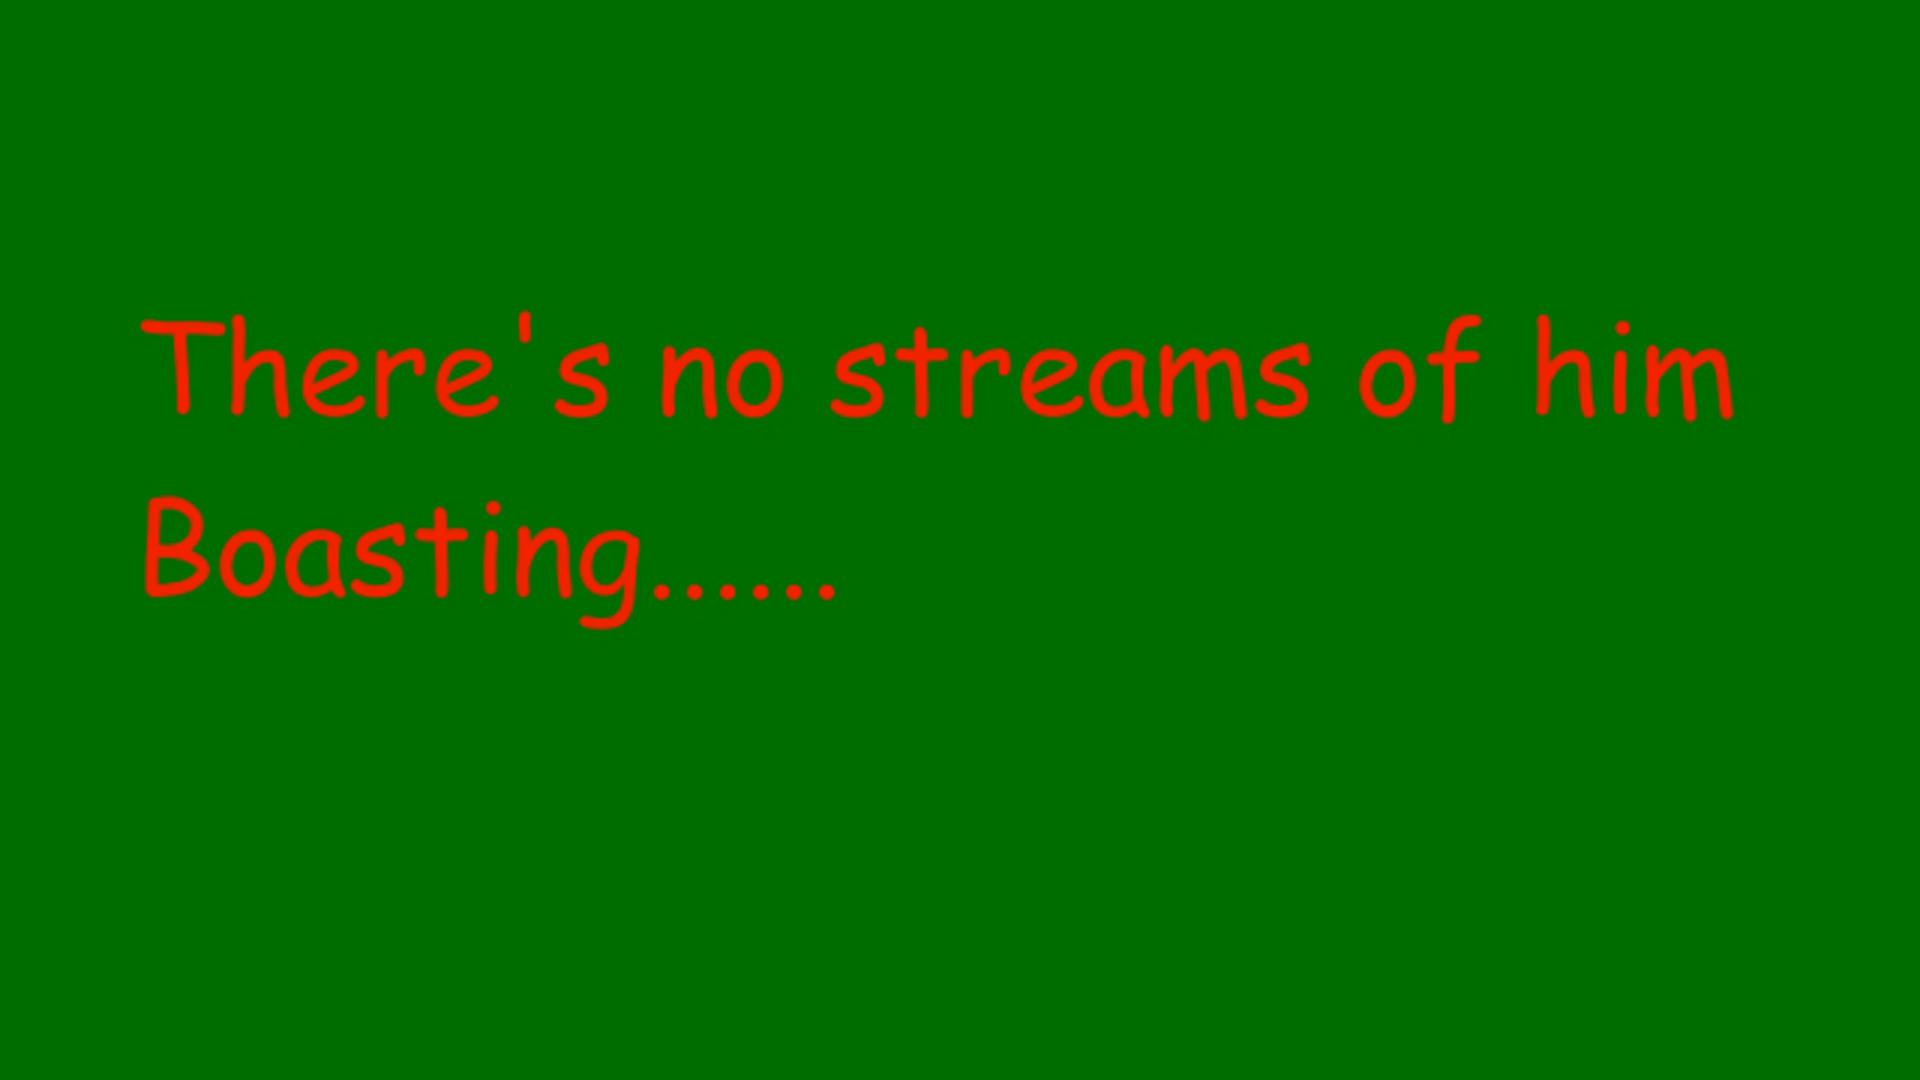 There's no streams of him
Boasting......